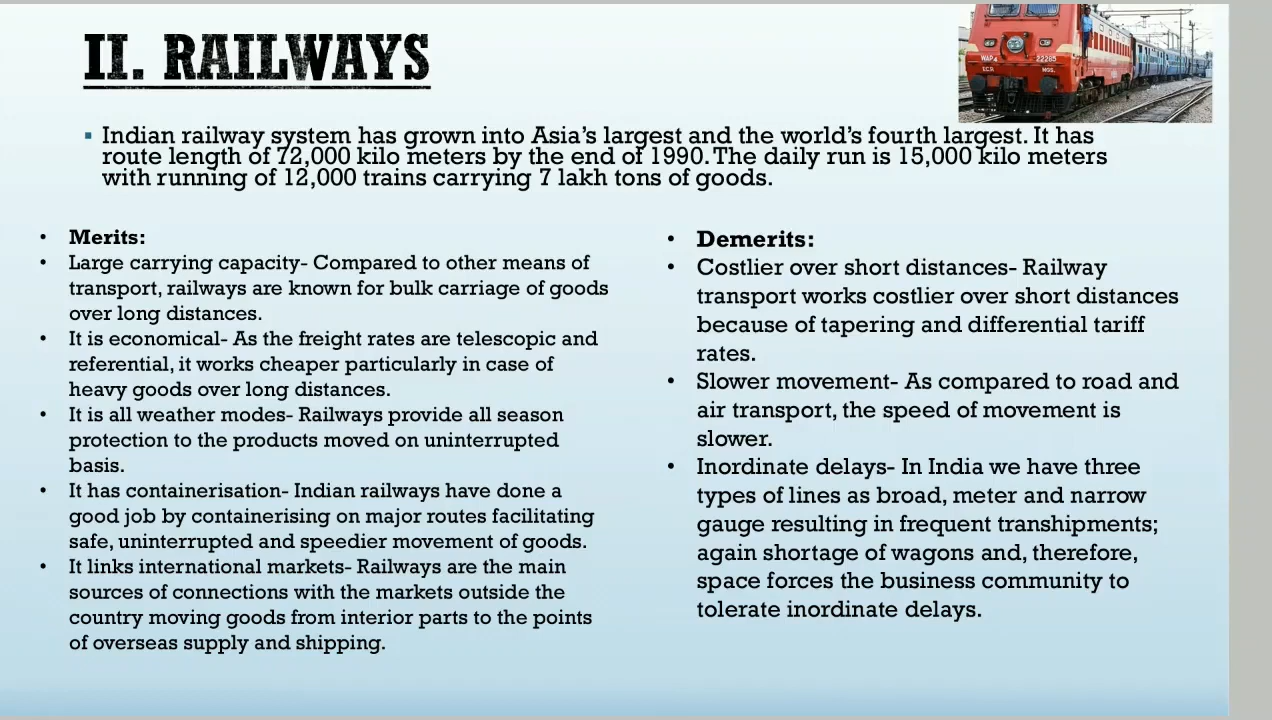 II. RAILWAYS
WAP4 22285
E.C.R. MGS.
▪ Indian railway system has grown into Asia's largest and the world's fourth largest. It has
route length of 72,000 kilo meters by the end of 1990. The daily run is 15,000 kilo meters
with running of 12,000 trains carrying 7 lakh tons of goods.
• Merits:
• Large carrying capacity- Compared to other means of
transport, railways are known for bulk carriage of goods
over long distances.
• It is economical- As the freight rates are telescopic and
referential, it works cheaper particularly in case of
heavy goods over long distances.
• It is all weather modes- Railways provide all season
protection to the products moved on uninterrupted
basis.
• It has containerisation- Indian railways have done a
good job by containerising on major routes facilitating
safe, uninterrupted and speedier movement of goods.
• It links international markets- Railways are the main
sources of connections with the markets outside the
country moving goods from interior parts to the points
of overseas supply and shipping.
• Demerits:
• Costlier over short distances- Railway
transport works costlier over short distances
because of tapering and differential tariff
rates.
• Slower movement- As compared to road and
air transport, the speed of movement is
slower.
• Inordinate delays- In India we have three
types of lines as broad, meter and narrow
gauge resulting in frequent transhipments;
again shortage of wagons and, therefore,
space forces the business community to
tolerate inordinate delays.